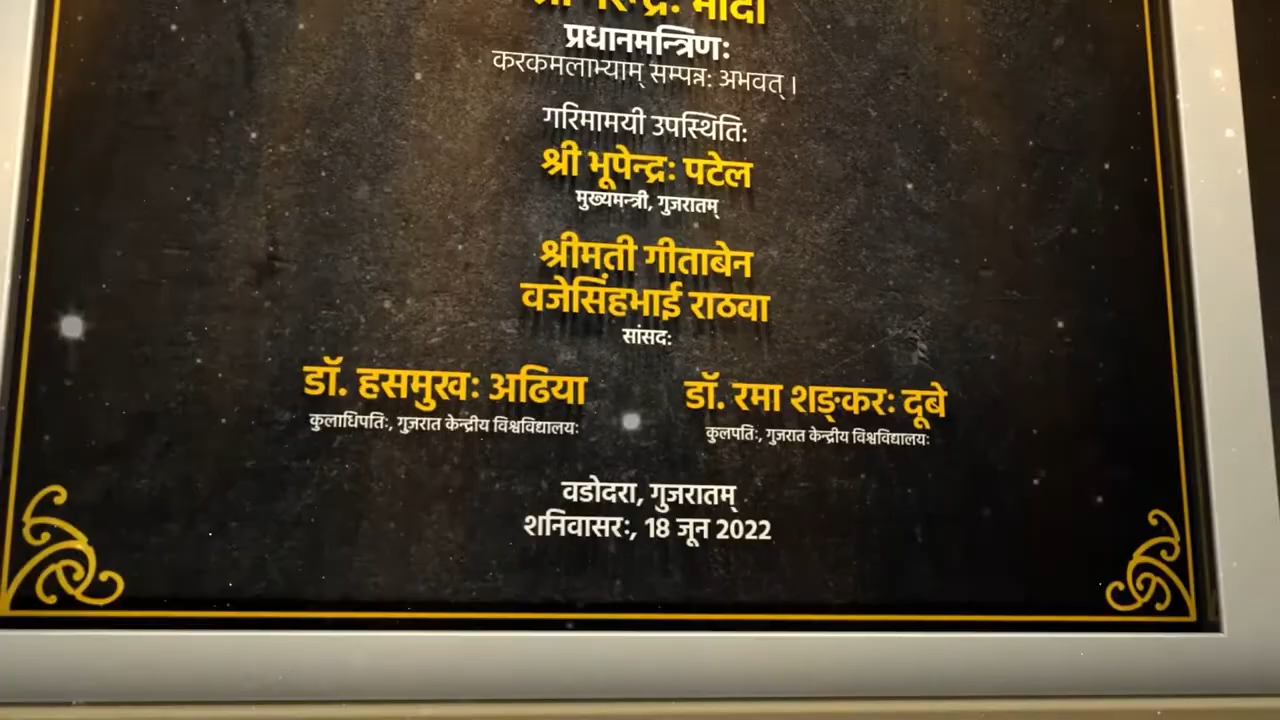 प्रधानमन्त्रिणः
करकमलाभ्याम् सम्पन्नः अभवत् ।
गरिमामयी उपस्थितिः
श्री भूपेन्द्रः पटेल
मुख्यमन्त्री, गुजरातम्
श्रीमती गीताबेन
वजेसिंहभाई राठवा
सांसदः
डॉ. हसमुखः अढिया
डॉ. रमा शङ्करः दूबे
कुलाधिपतिः, गुजरात केन्द्रीय विश्वविद्यालयः
कुलपतिः, गुजरात केन्द्रीय विश्वविद्यालयः
वडोदरा, गुजरातम्
शनिवासरः, 18 जून 2022